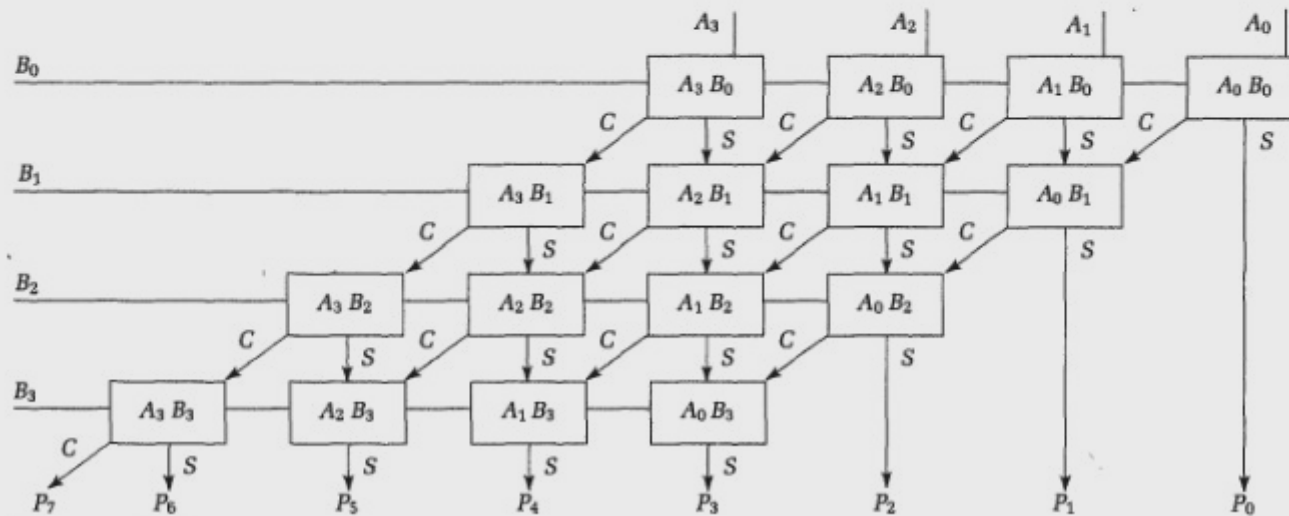 A₃ A₂ A₁ A₀
B₀ A₃ B₀ A₂ B₀ A₁ B₀ A₀ B₀
C S C S C S C S
B₁ A₃ B₁ A₂ B₁ A₁ B₁ A₀ B₁
C S C S C S C S
B₂ A₃ B₂ A₂ B₂ A₁ B₂ A₀ B₂
C S C S C S C S
B₃ A₃ B₃ A₂ B₃ A₁ B₃ A₀ B₃
C S S S S
P₇ P₆ P₅ P₄ P₃ P₂ P₁ P₀